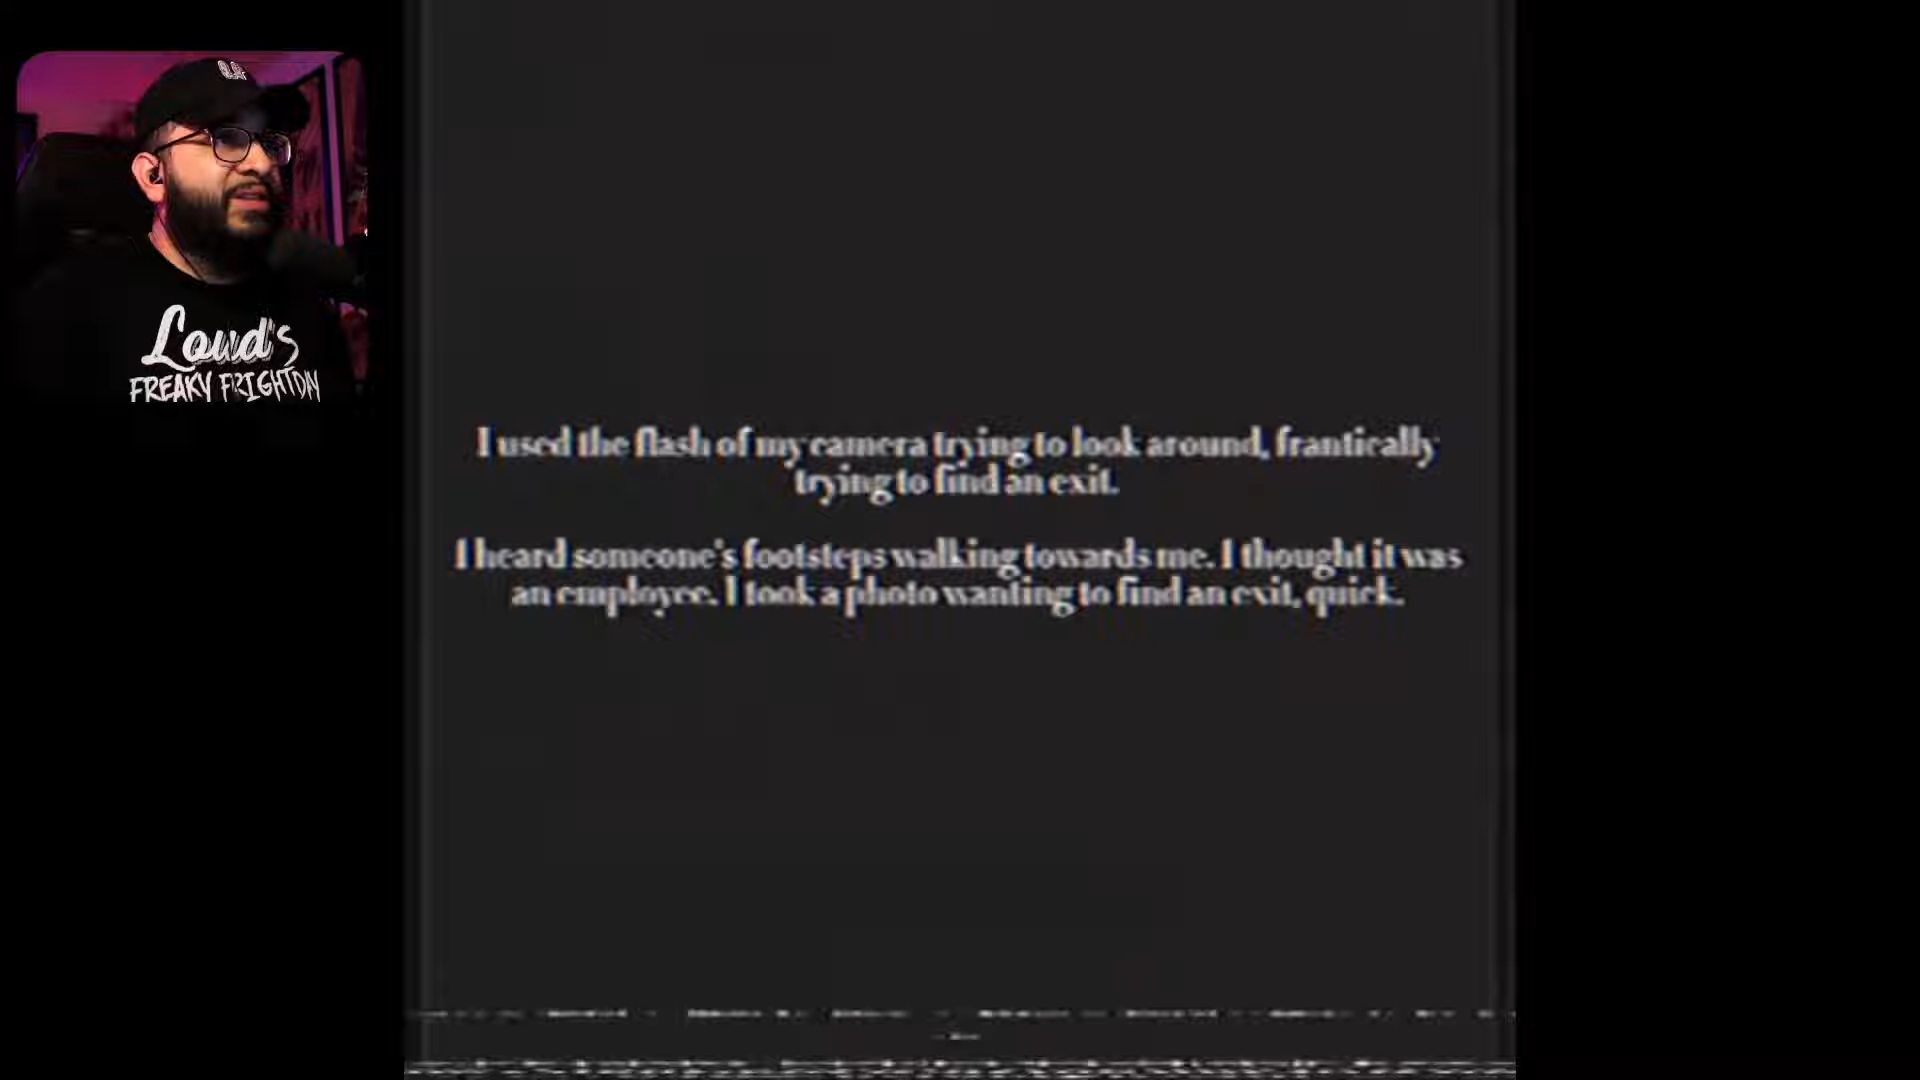 Loud's
FREAKY FRIGHTDAY
I used the flash of my camera trying to look around, frantically
trying to find an exit.
I heard someone's footsteps walking towards me. I thought it was
an employee. I took a photo wanting to find an exit, quick.